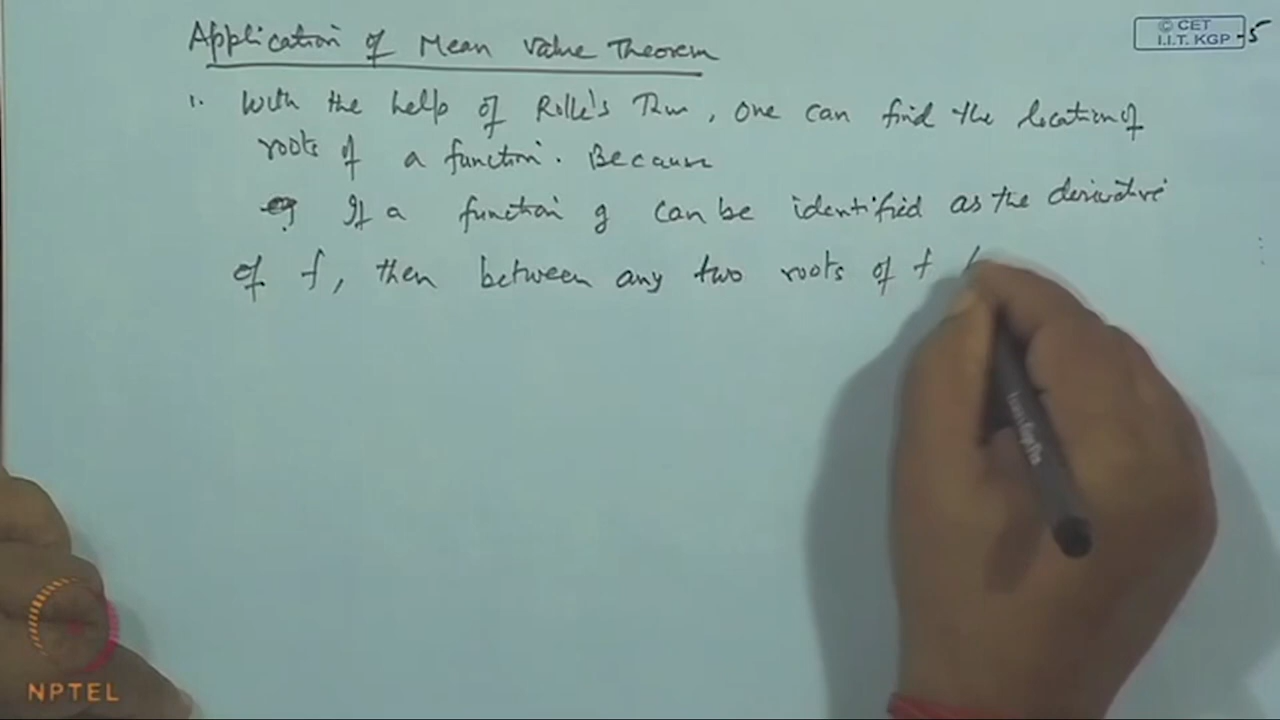 Application of Mean Value Theorem
© CET
I.I.T. KGP
-5
1. With the help of Rolle's Thm, one can find the location of
roots of a function. Because
If a function g can be identified as the derivative
of f, then between any two roots of f
NPTEL